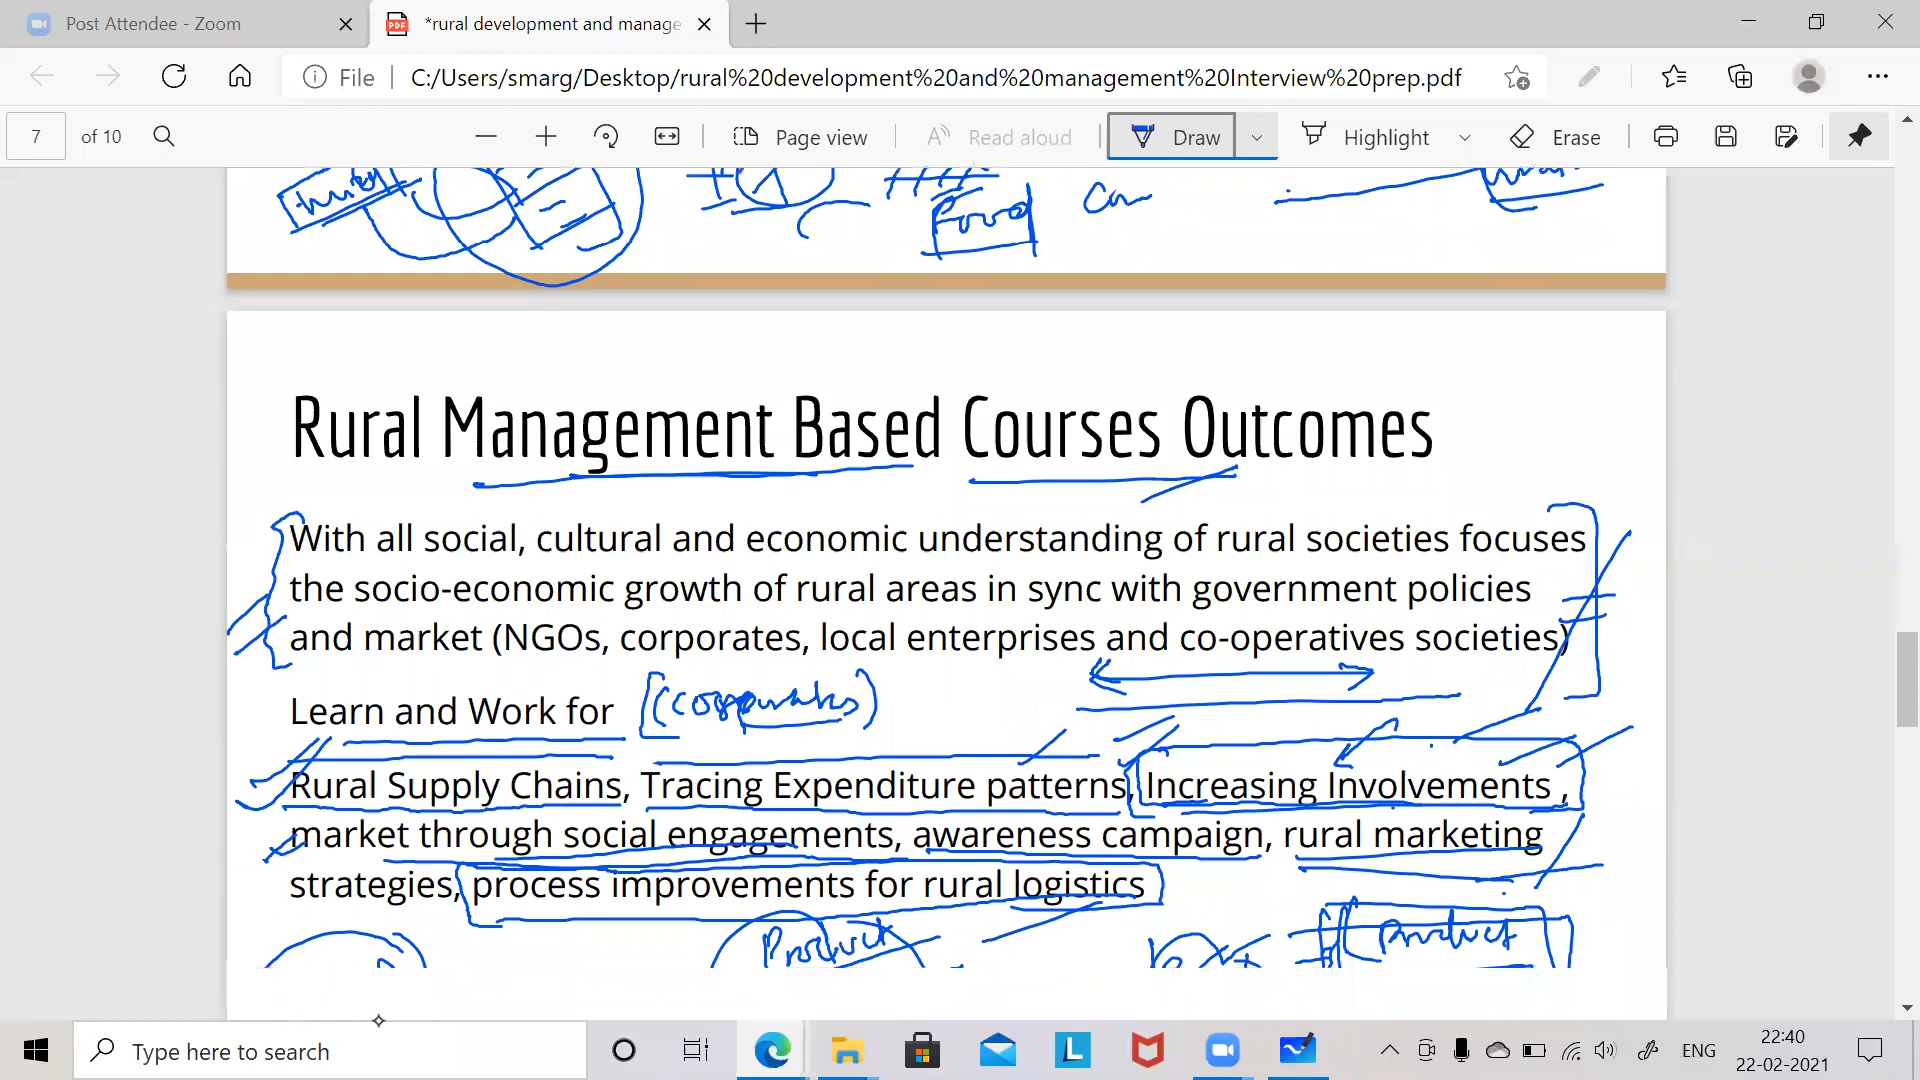 Post Attendee - Zoom
*rural development and manage
File
C:/Users/smarg/Desktop/rural%20development%20and%20management%20Interview%20prep.pdf
7 of 10
Page view
Read aloud
Draw
Highlight
Erase
Food
Rural Management Based Courses Outcomes
With all social, cultural and economic understanding of rural societies focuses
the socio-economic growth of rural areas in sync with government policies
and market (NGOs, corporates, local enterprises and co-operatives societies)
Learn and Work for (corporates)
Rural Supply Chains, Tracing Expenditure patterns, Increasing Involvements ,
market through social engagements, awareness campaign, rural marketing
strategies, process improvements for rural logistics
Product
Product
Type here to search
ENG
22:40
22-02-2021